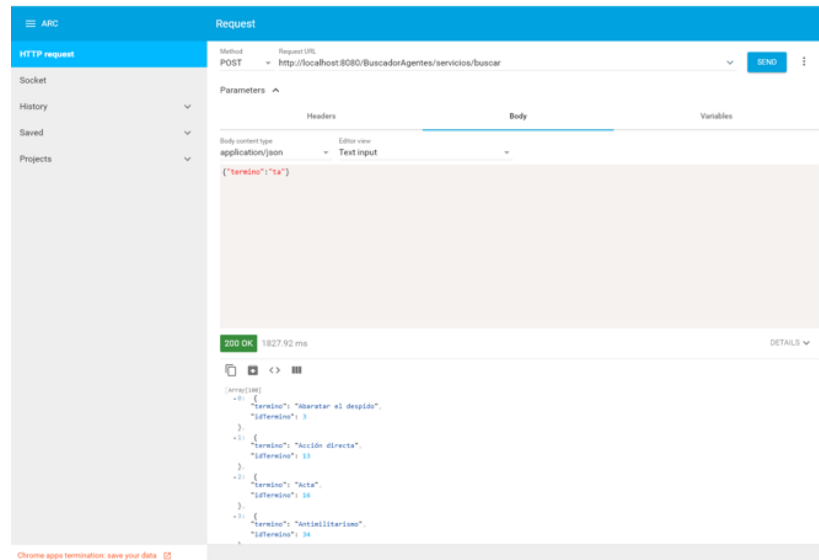 ARC
Request
HTTP request
Socket
History
Saved
Projects
Method
Request URL
POST
http://localhost:8080/BuscadorAgentes/servicios/buscar
SEND
Parameters
Headers
Body
Variables
Body content type
Editor view
application/json
Text input
{"termino":"ta"}
200 OK
1827.92 ms
DETAILS
[Array[100]
-0: {
"termino": "Abaratar el despido",
"idTermino": 3
},
-1: {
"termino": "Acción directa",
"idTermino": 13
},
-2: {
"termino": "Acta",
"idTermino": 16
},
-3: {
"termino": "Antimilitarismo",
"idTermino": 34
Chrome apps termination: save your data